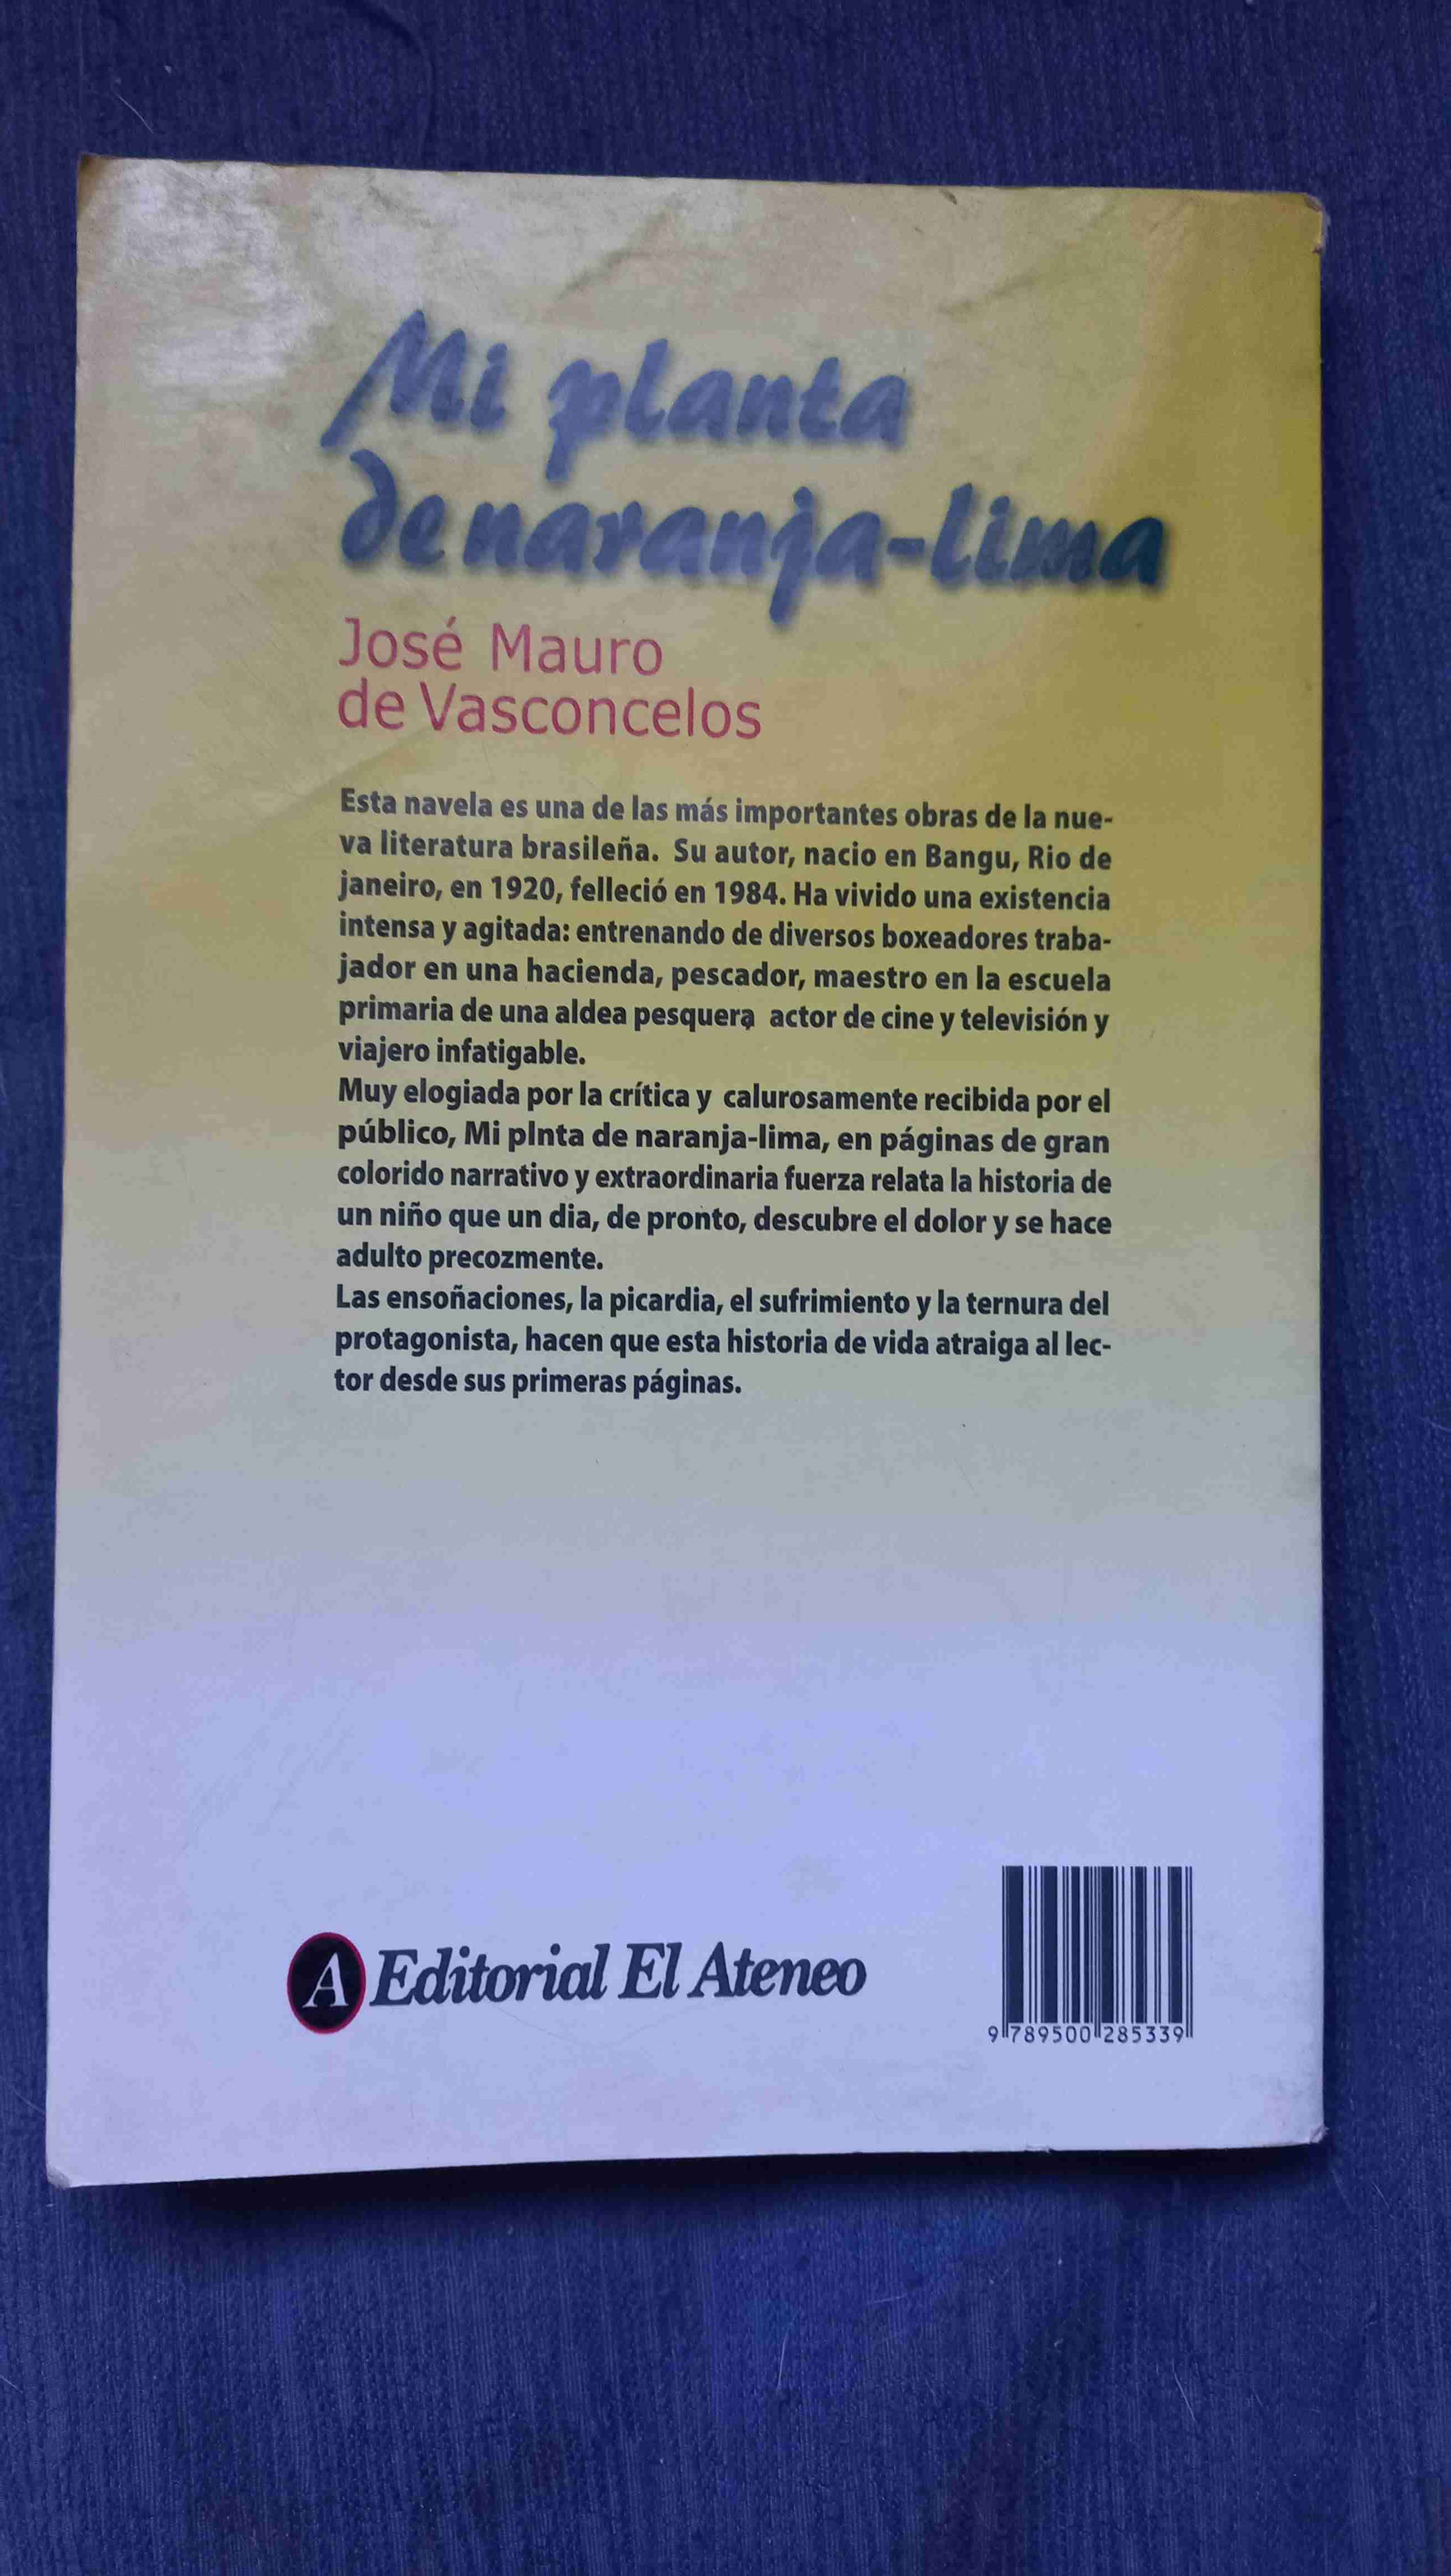 Mi planta
de naranja-lima
José Mauro
de Vasconcelos
Esta navela es una de las más importantes obras de la nue-
va literatura brasileña. Su autor, nacio en Bangu, Rio de
janeiro, en 1920, felleció en 1984. Ha vivido una existencia
intensa y agitada: entrenando de diversos boxeadores traba-
jador en una hacienda, pescador, maestro en la escuela
primaria de una aldea pesquera, actor de cine y televisión y
viajero infatigable.
Muy elogiada por la crítica y calurosamente recibida por el
público, Mi plnta de naranja-lima, en páginas de gran
colorido narrativo y extraordinaria fuerza relata la historia de
un niño que un dia, de pronto, descubre el dolor y se hace
adulto precozmente.
Las ensoñaciones, la picardia, el sufrimiento y la ternura del
protagonista, hacen que esta historia de vida atraiga al lec-
tor desde sus primeras páginas.
A Editorial El Ateneo
9 789500 285339